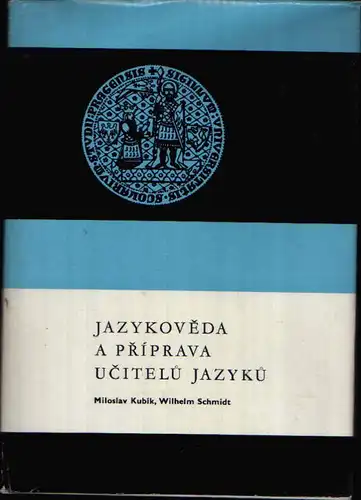 JAZYKOVĚDA
A PŘÍPRAVA
UČITELŮ JAZYKŮ
Miloslav Kubík, Wilhelm Schmidt